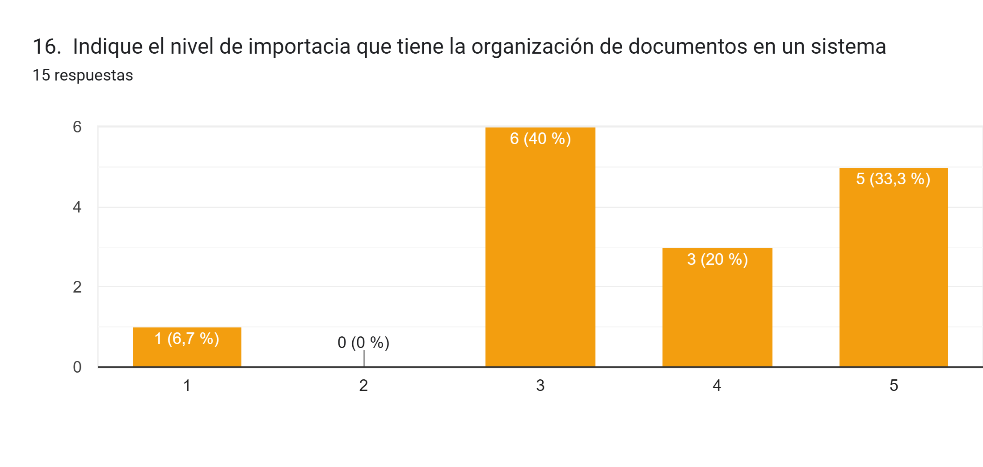 16. Indique el nivel de importacia que tiene la organización de documentos en un sistema
15 respuestas
6
4
2
0
1 (6,7 %)
0 (0 %)
6 (40 %)
3 (20 %)
5 (33,3 %)
1
2
3
4
5